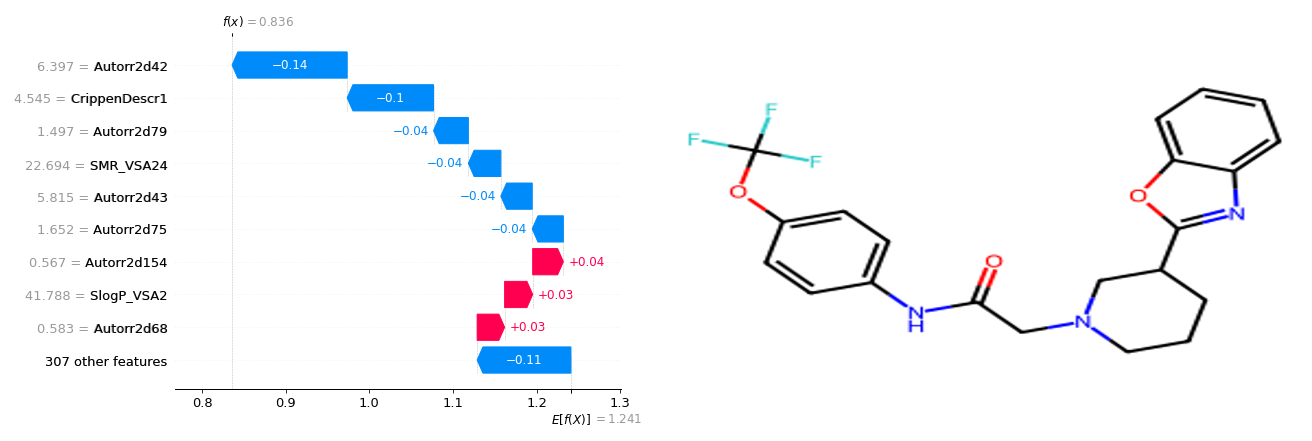 f(x) = 0.836
6.397 = Autorr2d42
−0.14
4.545 = CrippenDescr1
−0.1
1.497 = Autorr2d79
−0.04
22.694 = SMR_VSA24
−0.04
5.815 = Autorr2d43
−0.04
1.652 = Autorr2d75
−0.04
0.567 = Autorr2d154
+0.04
41.788 = SlogP_VSA2
+0.03
0.583 = Autorr2d68
+0.03
307 other features
−0.11
0.8 0.9 1.0 1.1 1.2 1.3
E[f(X)] = 1.241
F
F
F
O
O
N
O
N
H
N